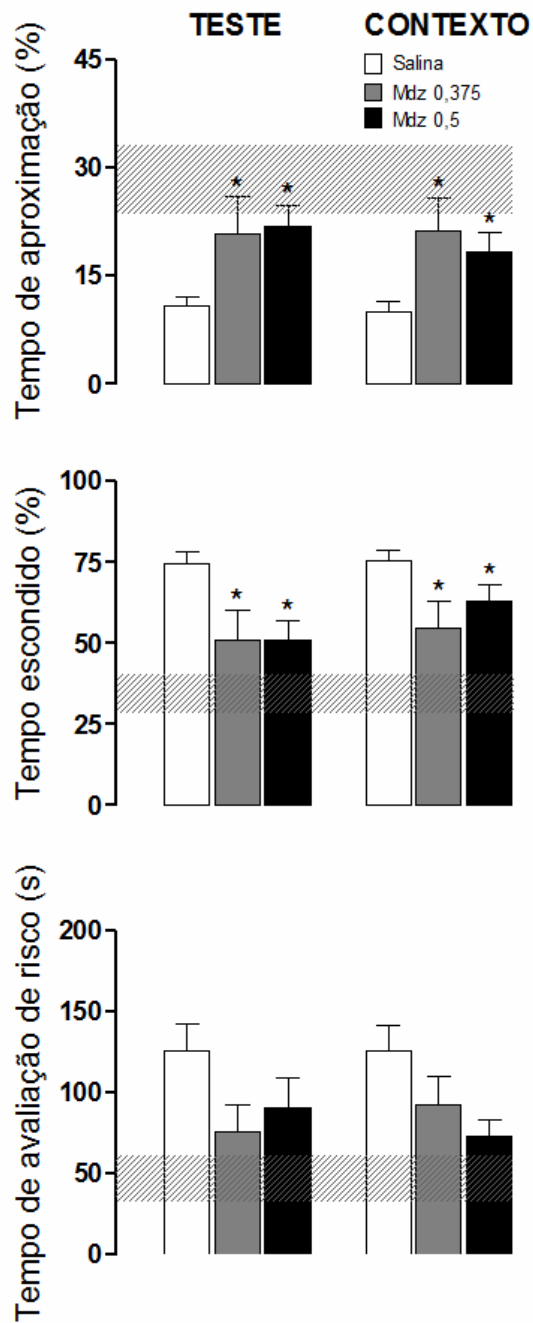 TESTE CONTEXTO
Salina
Mdz 0,375
Mdz 0,5
Tempo de aproximação (%)
45
30
15
0
* * * *
Tempo escondido (%)
100
75
50
25
0
* * * *
Tempo de avaliação de risco (s)
200
150
100
50
0